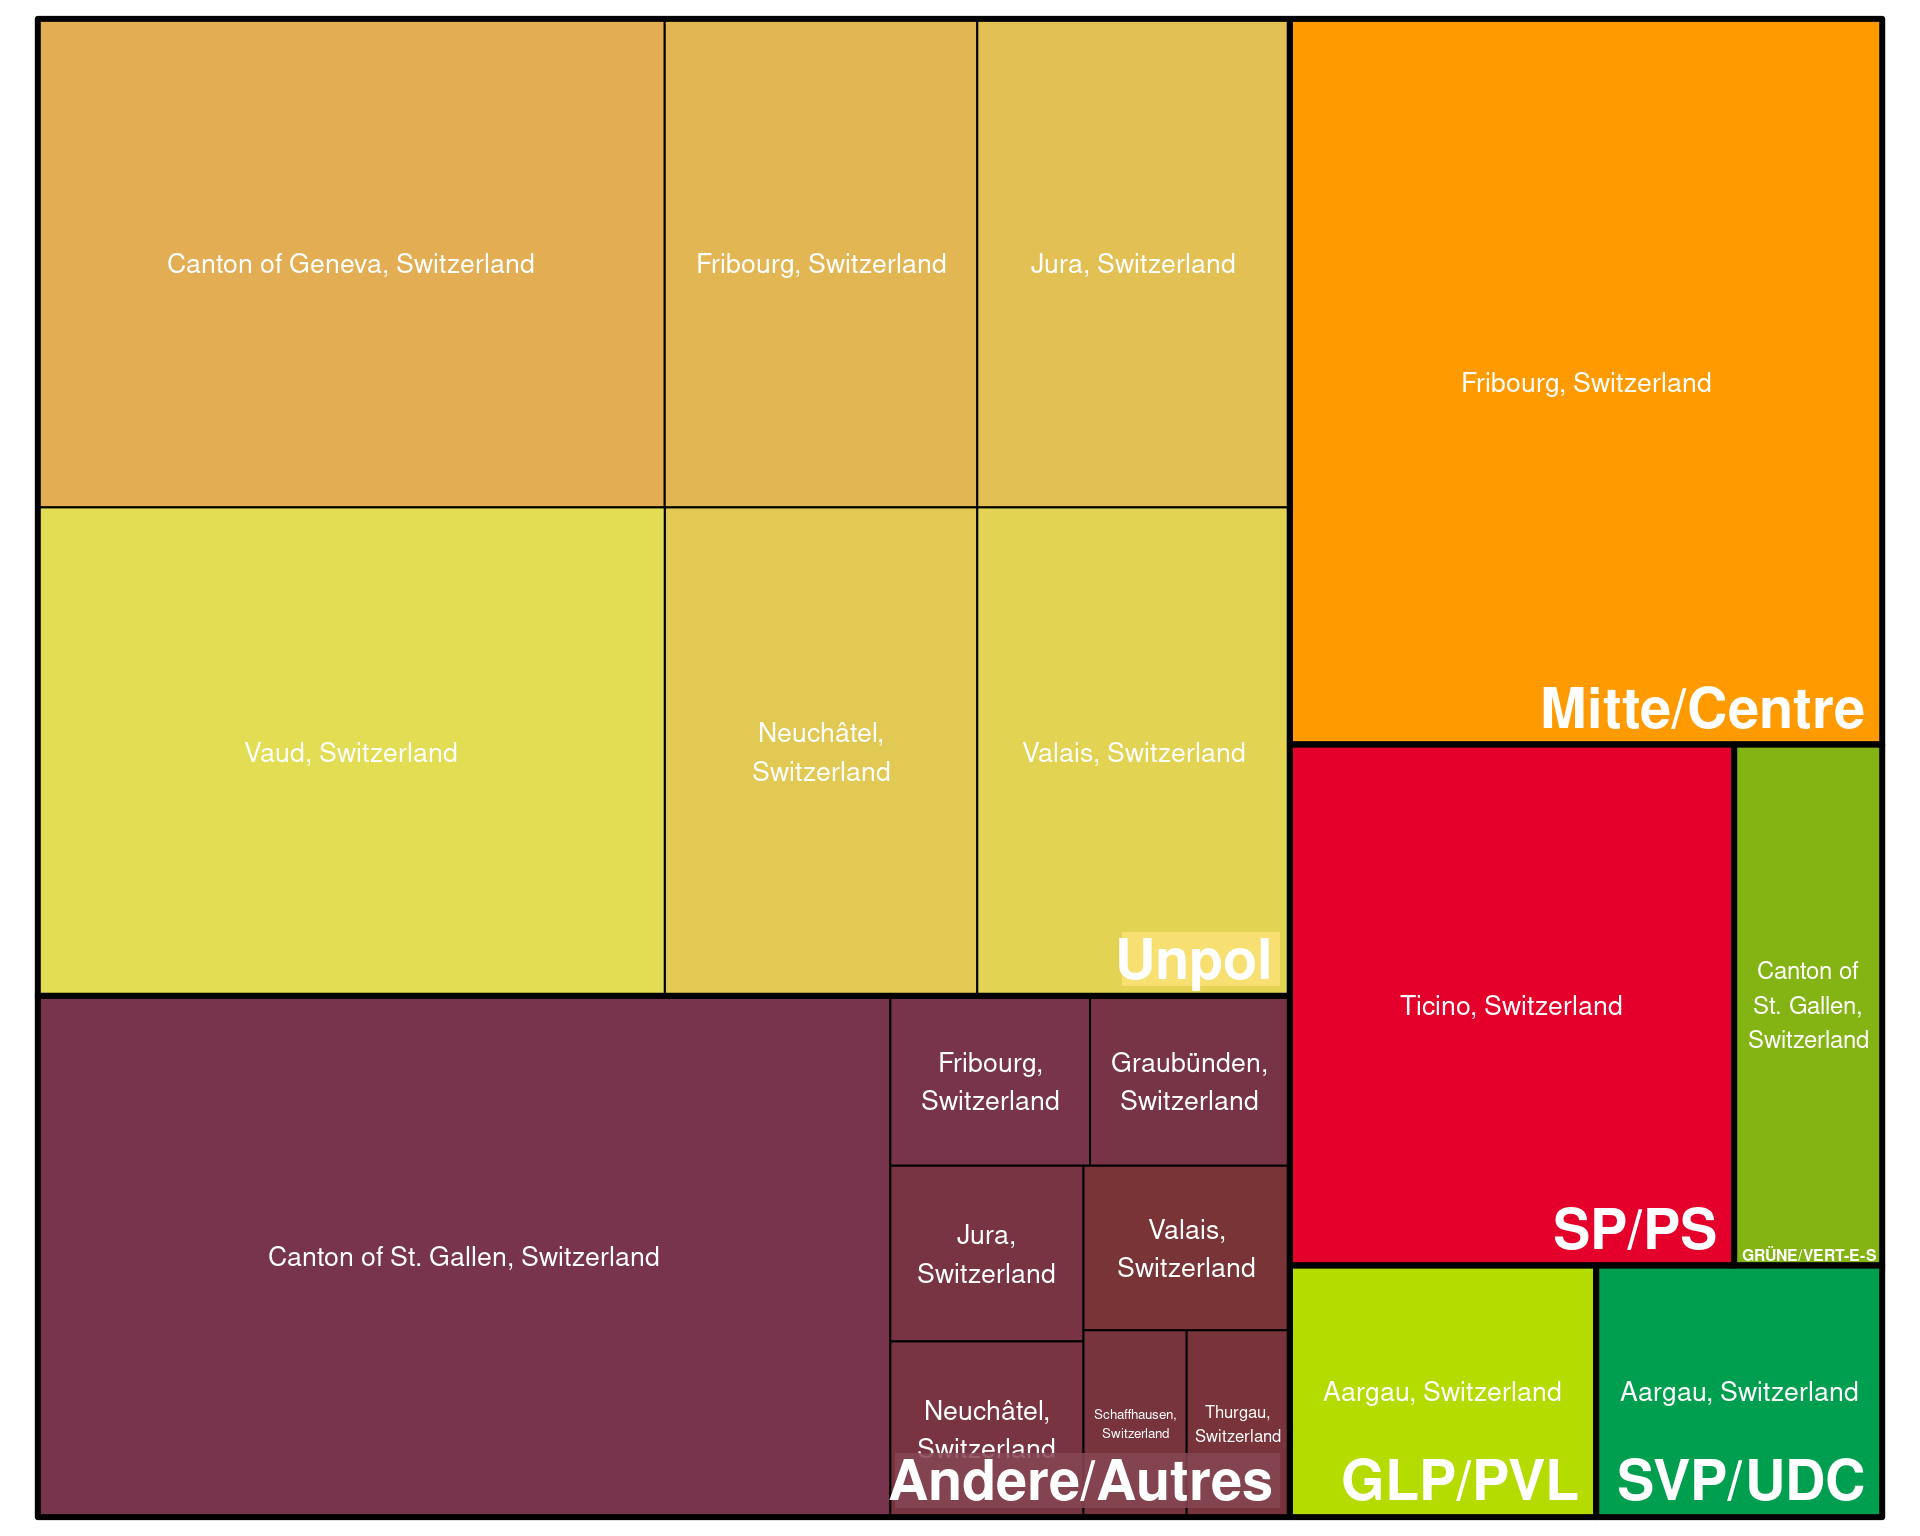 Canton of Geneva, Switzerland
Fribourg, Switzerland
Jura, Switzerland
Vaud, Switzerland
Neuchâtel,
Switzerland
Valais, Switzerland
Unpol
Canton of St. Gallen, Switzerland
Fribourg,
Switzerland
Graubünden,
Switzerland
Jura,
Switzerland
Valais,
Switzerland
Neuchâtel,
Switzerland
Schaffhausen,
Switzerland
Thurgau,
Switzerland
Andere/Autres
Fribourg, Switzerland
Mitte/Centre
Ticino, Switzerland
SP/PS
Canton of
St. Gallen,
Switzerland
GRÜNE/VERT-E-S
Aargau, Switzerland
GLP/PVL
Aargau, Switzerland
SVP/UDC